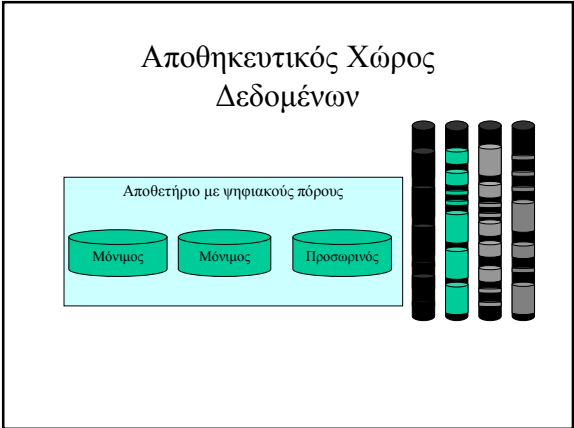 Αποθηκευτικός Χώρος
Δεδομένων
Αποθετήριο με ψηφιακούς πόρους
Μόνιμος
Μόνιμος
Προσωρινός